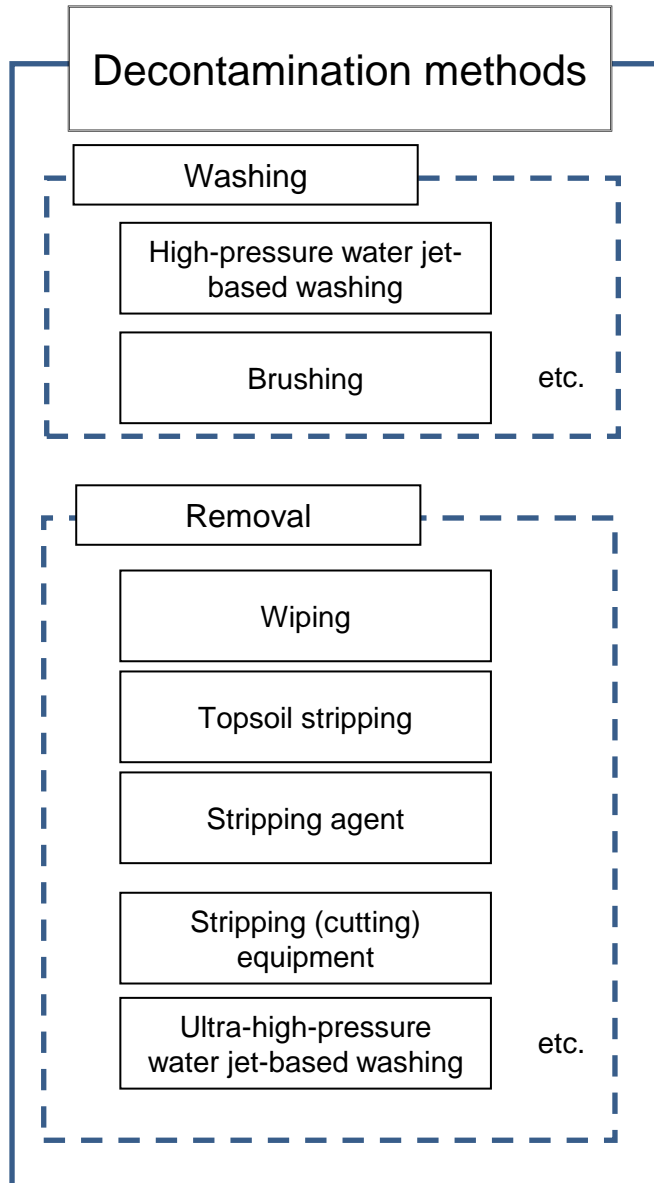 Decontamination methods
Washing
High-pressure water jet-
based washing
Brushing
etc.
Removal
Wiping
Topsoil stripping
Stripping agent
Stripping (cutting)
equipment
Ultra-high-pressure
water jet-based washing
etc.